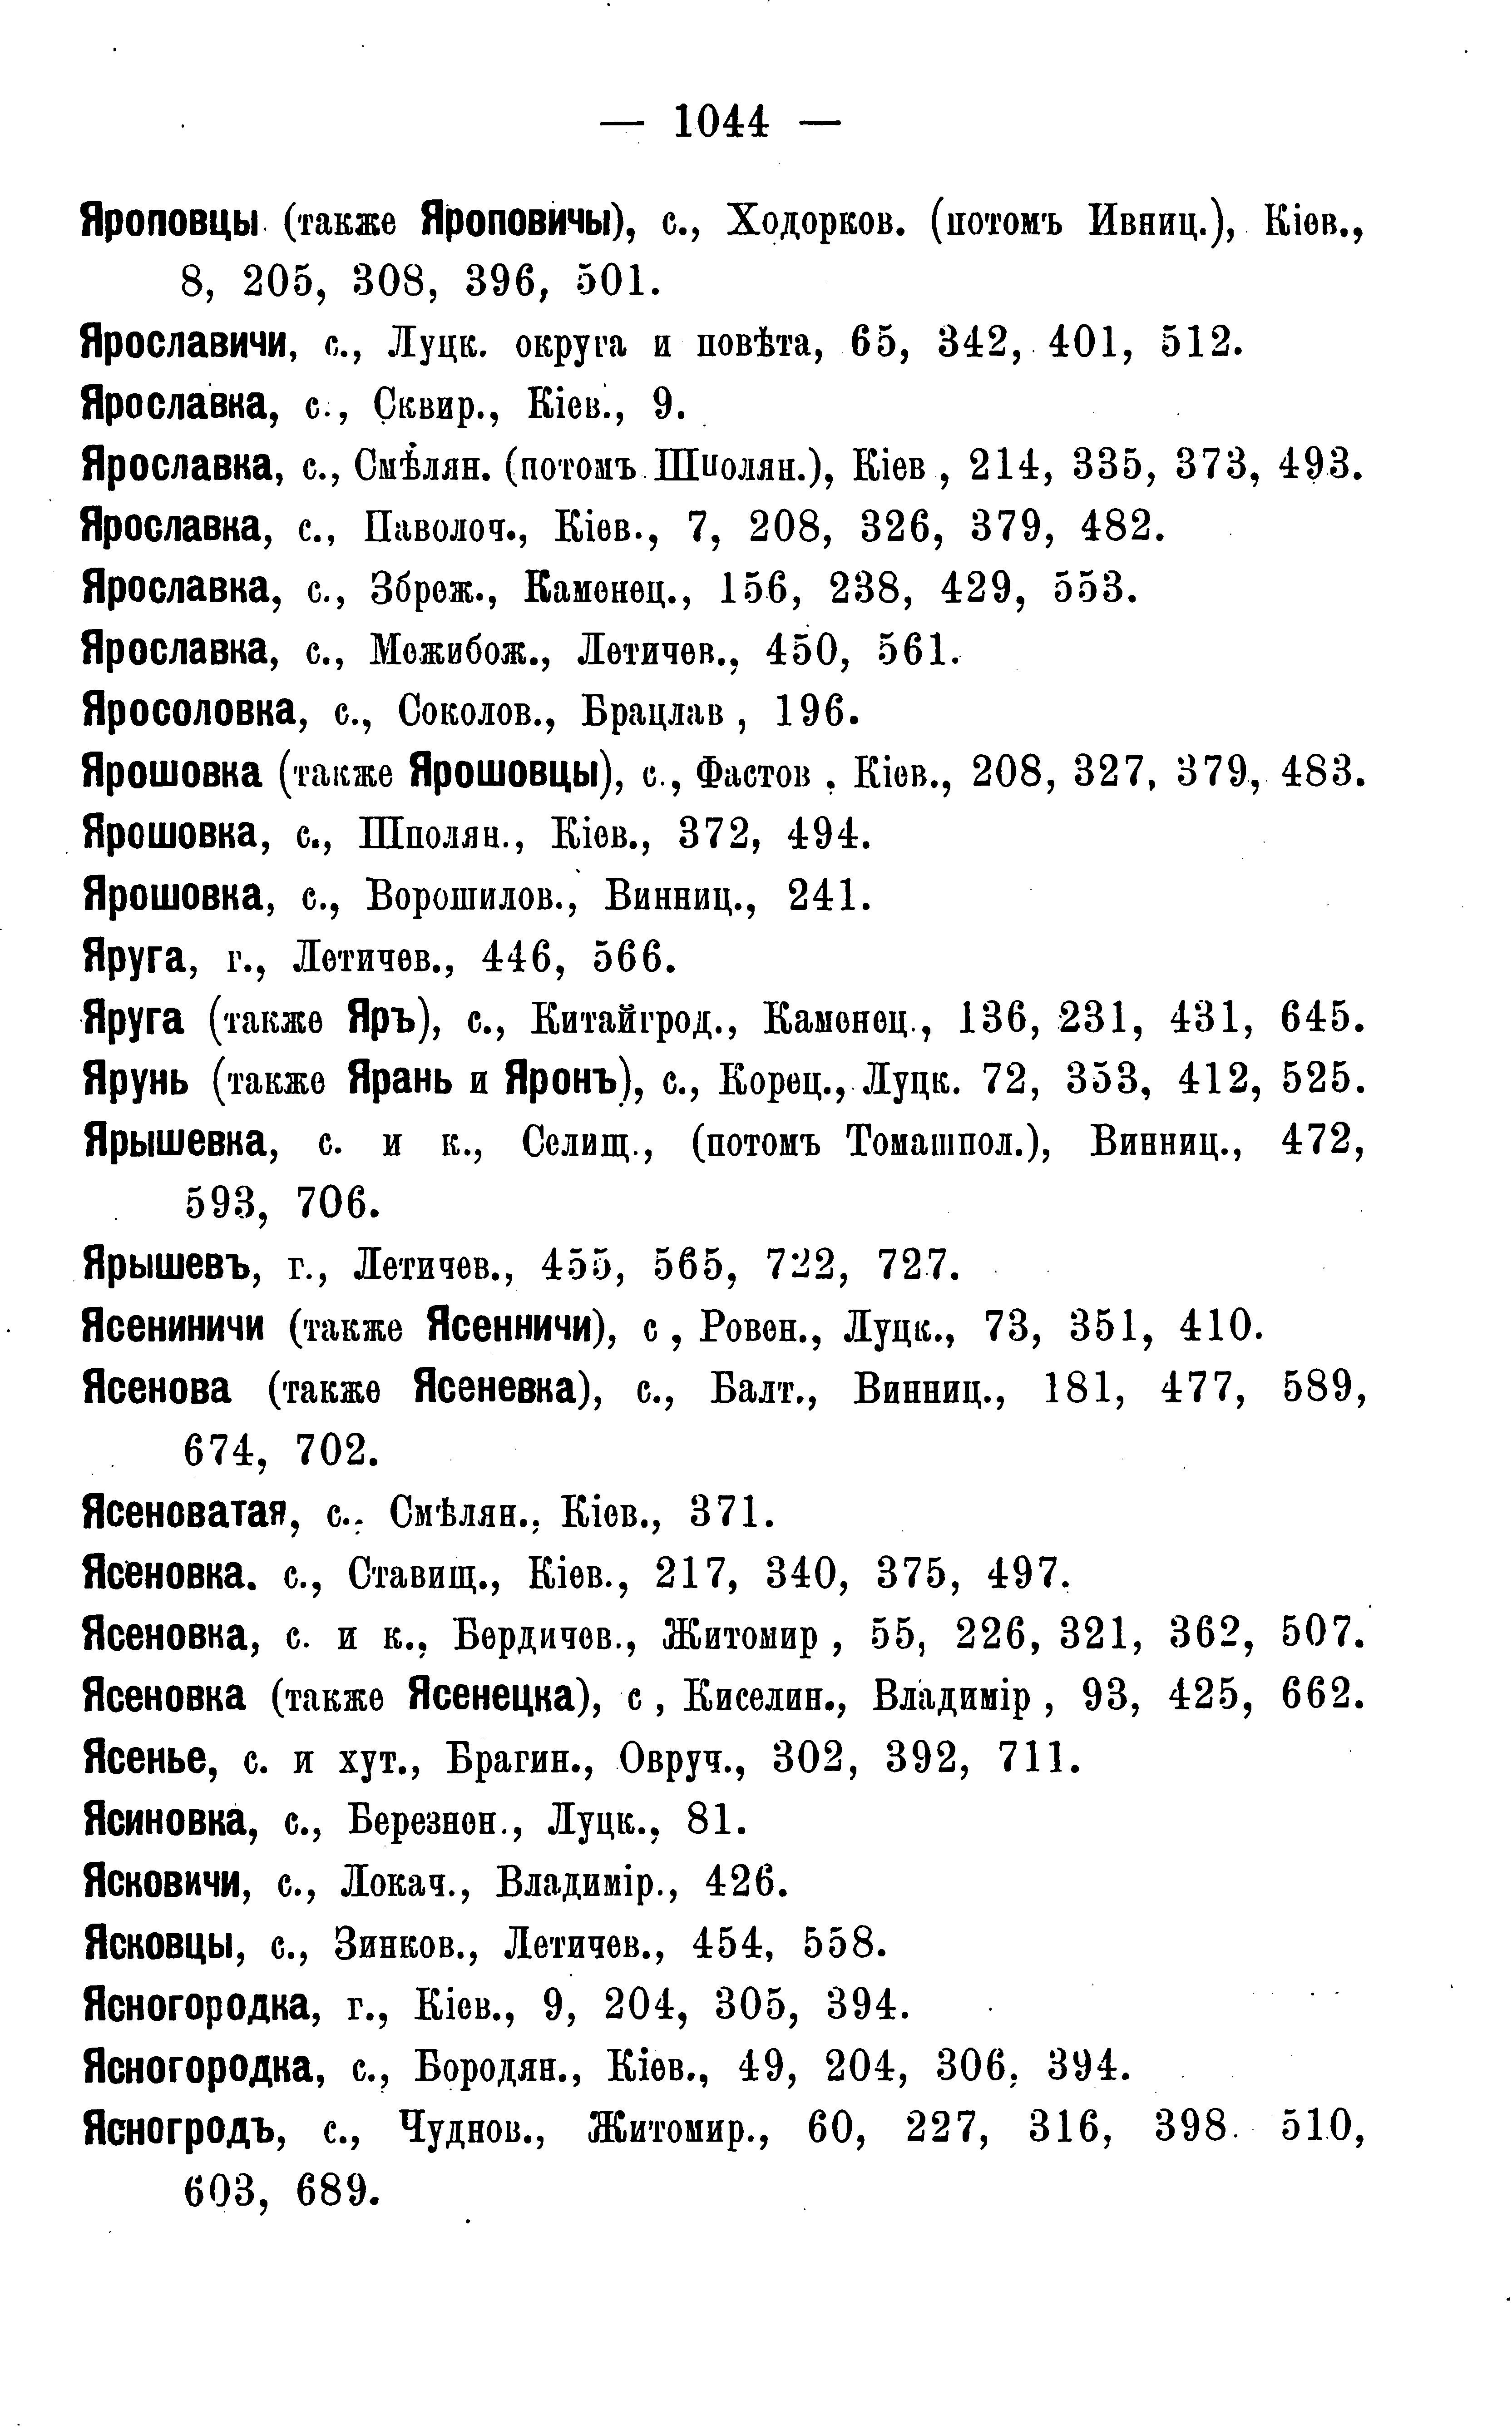 — 1044 —
Яроповцы (также Яроповичы), с., Ходорков. (потомъ Ивниц.), Кіев.,
8, 205, 308, 396, 501.
Ярославичи, с., Луцк. округа и повѣта, 65, 342, 401, 512.
Ярославка, с., Сквир., Кіев., 9.
Ярославка, с., Смѣлян. (потомъ Шполян.), Кіев , 214, 335, 373, 493.
Ярославка, с., Паволоч., Кіев., 7, 208, 326, 379, 482.
Ярославка, с., Збреж., Каменец., 156, 238, 429, 553.
Ярославка, с., Межибож., Летичев., 450, 561.
Яросоловка, с., Соколов., Брацлав , 196.
Ярошовка (также Ярошовцы), с., Фастов . Кіев., 208, 327, 379, 483.
Ярошовка, с., Шполян., Кіев., 372, 494.
Ярошовка, с., Ворошилов., Винниц., 241.
Яруга, г., Летичев., 446, 566.
Яруга (также Яръ), с., Китайгрод., Каменец., 136, 231, 431, 645.
Ярунь (также Ярань и Яронъ), с., Корец., Луцк. 72, 353, 412, 525.
Ярышевка, с. и к., Селищ., (потомъ Томашпол.), Винниц., 472,
593, 706.
Ярышевъ, г., Летичев., 455, 565, 722, 727.
Ясениничи (также Ясенничи), с , Ровен., Луцк., 73, 351, 410.
Ясенова (также Ясеневка), с., Балт., Винниц., 181, 477, 589,
674, 702.
Ясеноватая, с., Смѣлян., Кіев., 371.
Ясеновка. с., Ставищ., Кіев., 217, 340, 375, 497.
Ясеновка, с. и к., Бердичев., Житомир , 55, 226, 321, 362, 507.
Ясеновка (также Ясенецка), с , Киселин., Владимір , 93, 425, 662.
Ясенье, с. и хут., Брагин., Овруч., 302, 392, 711.
Ясиновка, с., Березнен., Луцк., 81.
Ясковичи, с., Локач., Владимір., 426.
Ясковцы, с., Зинков., Летичев., 454, 558.
Ясногородка, г., Кіев., 9, 204, 305, 394.
Ясногородка, с., Бородян., Кіев., 49, 204, 306, 394.
Ясногродъ, с., Чуднов., Житомир., 60, 227, 316, 398. 510,
603, 689.